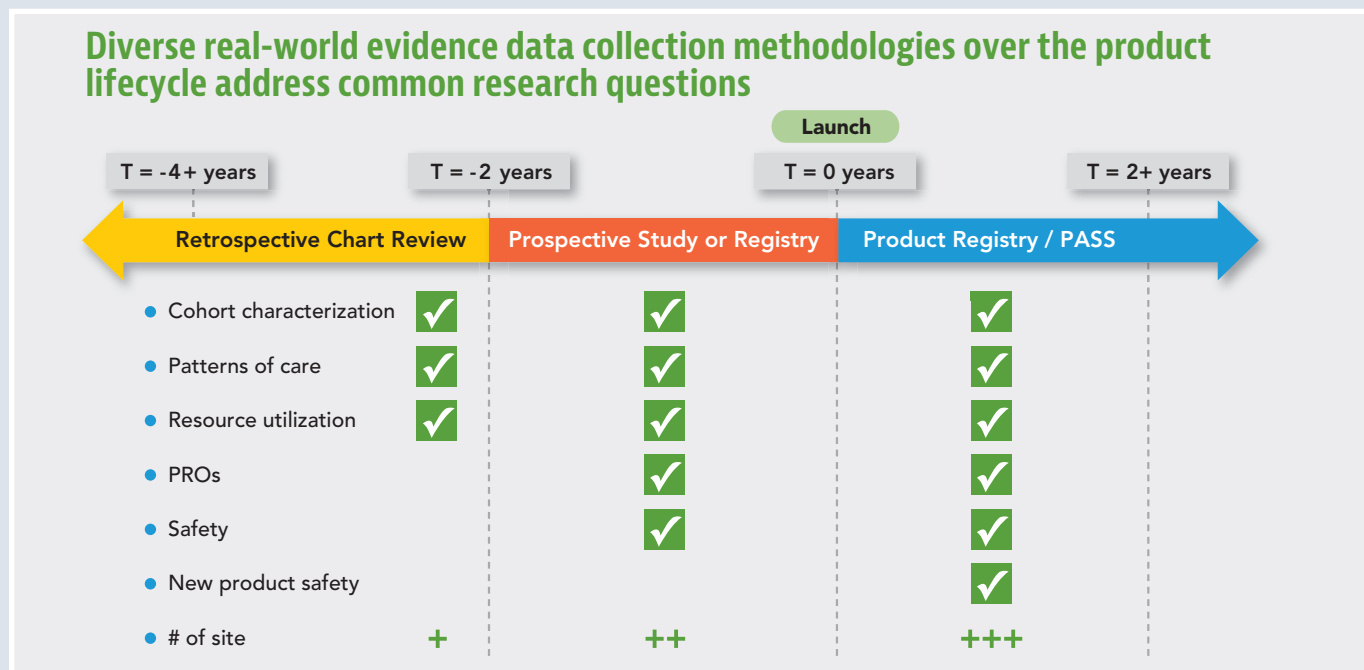 Diverse real-world evidence data collection methodologies over the product
lifecycle address common research questions
Launch
T = -4+ years
T = -2 years
T = 0 years
T = 2+ years
Retrospective Chart Review
Prospective Study or Registry
Product Registry / PASS
Cohort characterization
Patterns of care
Resource utilization
PROs
Safety
New product safety
# of site + ++ +++